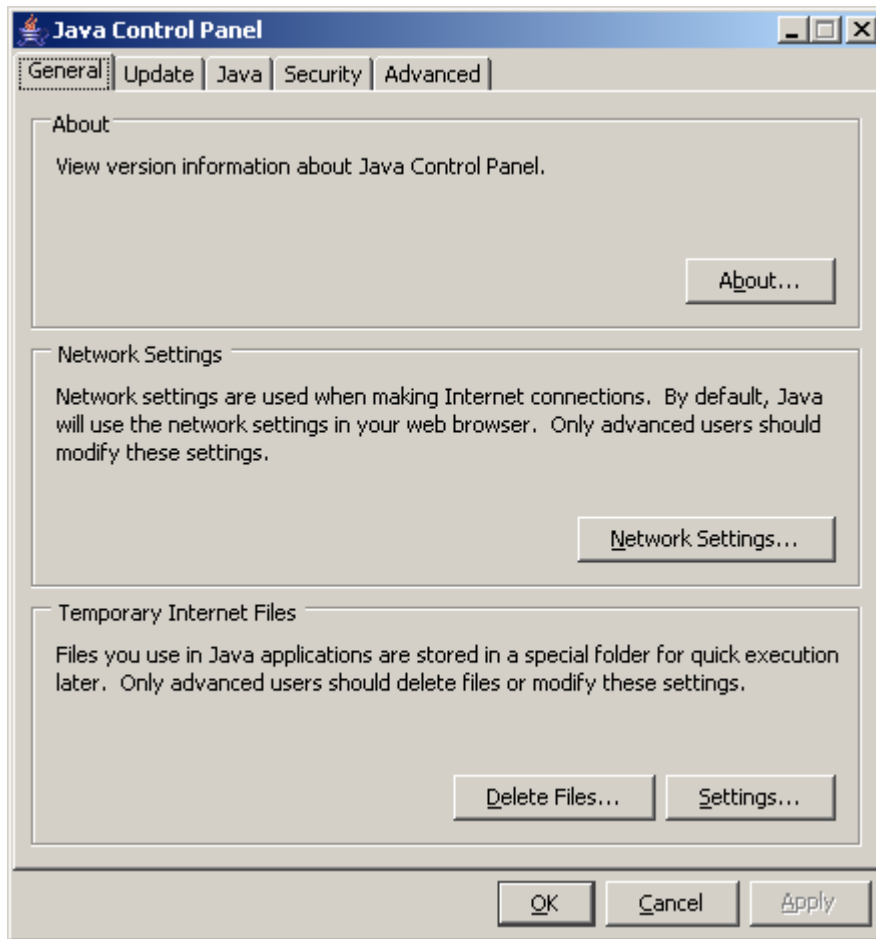 Java Control Panel
General Update Java Security Advanced
About
View version information about Java Control Panel.
About...
Network Settings
Network settings are used when making Internet connections.  By default, Java
will use the network settings in your web browser.  Only advanced users should
modify these settings.
Network Settings...
Temporary Internet Files
Files you use in Java applications are stored in a special folder for quick execution
later.  Only advanced users should delete files or modify these settings.
Delete Files... Settings...
OK Cancel Apply